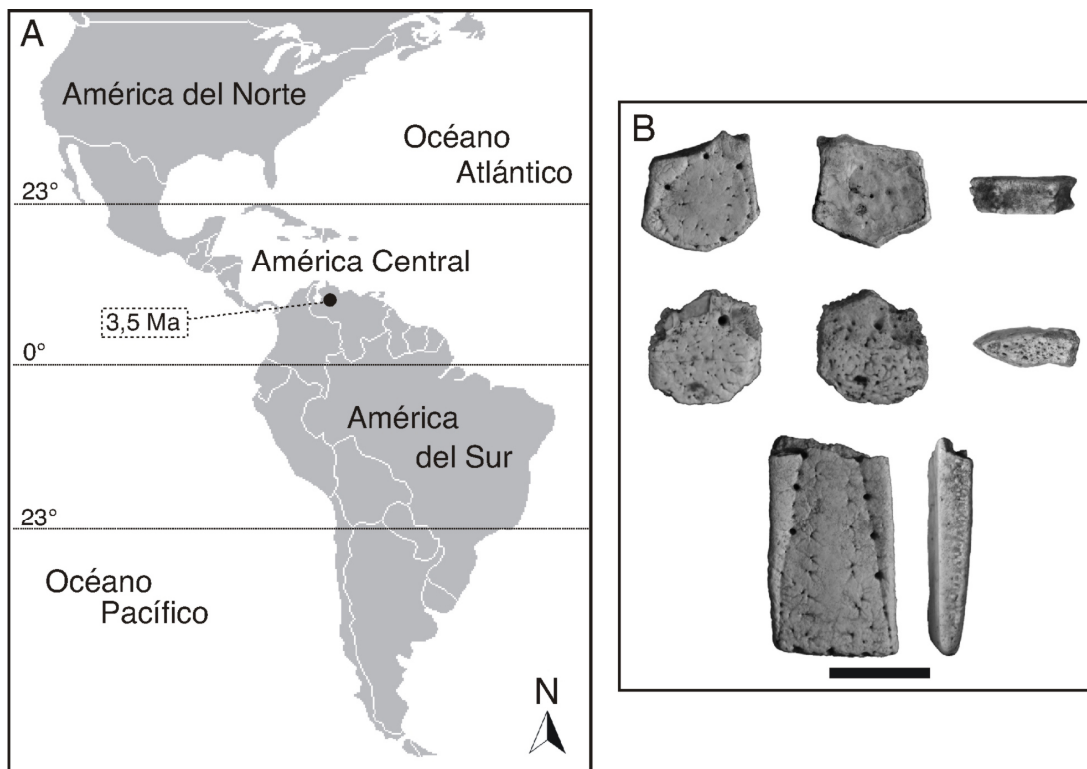 A
América del Norte
Océano
Atlántico
23°
América Central
3,5 Ma
0°
América
del Sur
23°
Océano
Pacífico
N
B